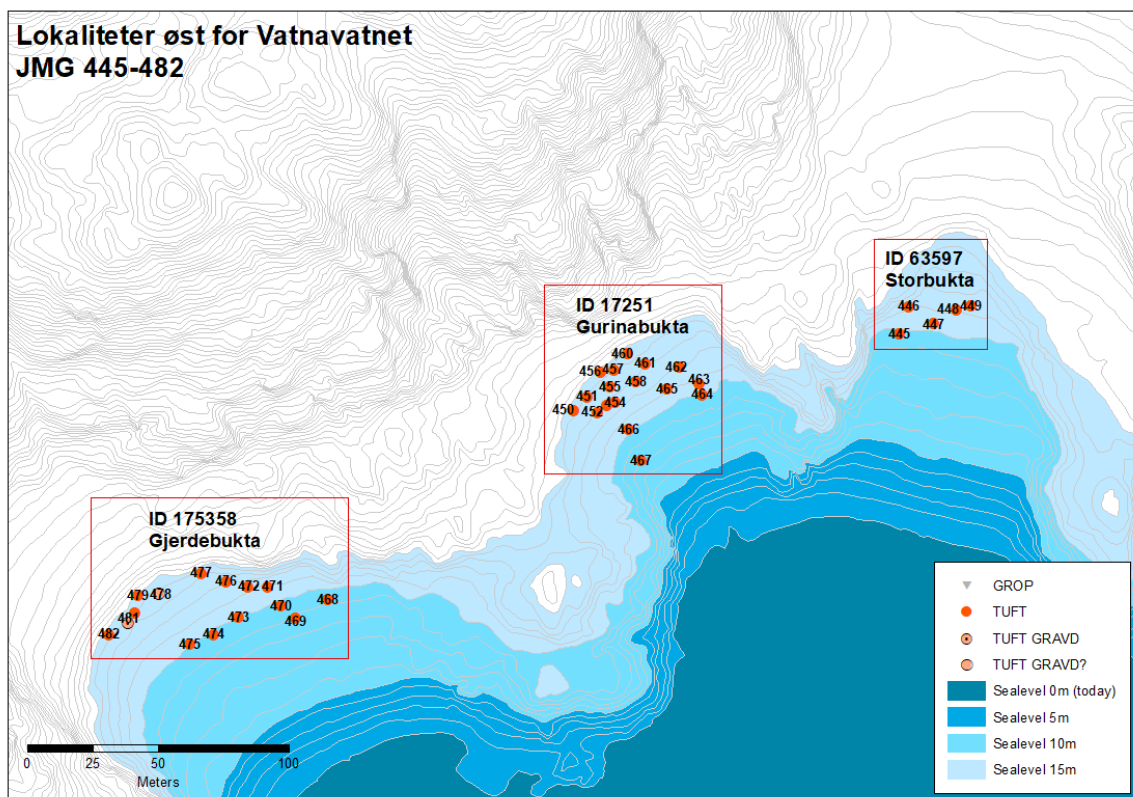 Lokaliteter øst for Vatnavatnet
JMG 445-482
ID 63597
Storbukta
446
448
449
447
445
ID 17251
Gurinabukta
460
461
462
456
457
458
463
455
465
464
451
454
450
452
466
467
ID 175358
Gjerdebukta
477
476
472
471
479
478
468
470
481
473
469
482
474
475
0
25
50
100
Meters
GROP
TUFT
TUFT GRAVD
TUFT GRAVD?
Sealevel 0m (today)
Sealevel 5m
Sealevel 10m
Sealevel 15m